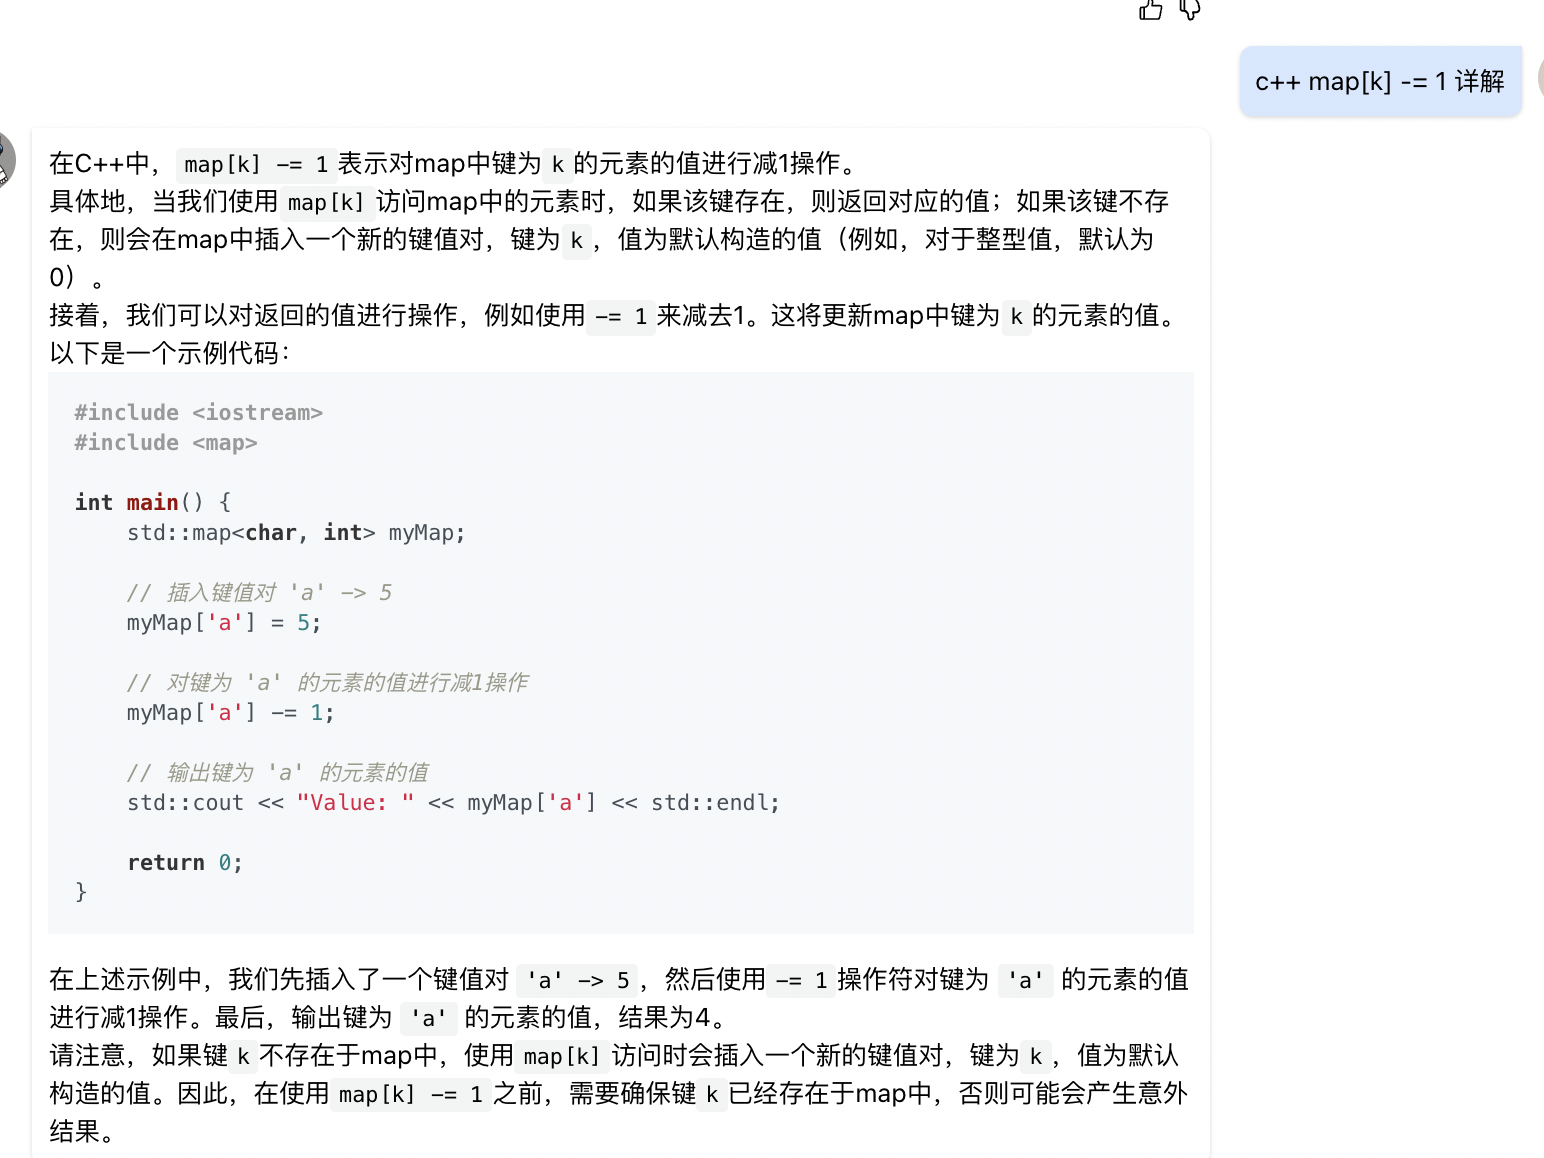 c++ map[k] -= 1 详解
在C++中， map[k] -= 1 表示对map中键为 k 的元素的值进行减1操作。
具体地，当我们使用 map[k] 访问map中的元素时，如果该键存在，则返回对应的值；如果该键不存
在，则会在map中插入一个新的键值对，键为 k ，值为默认构造的值（例如，对于整型值，默认为
0）。
接着，我们可以对返回的值进行操作，例如使用 -= 1 来减去1。这将更新map中键为 k 的元素的值。
以下是一个示例代码：
#include <iostream>
#include <map>
int main() {
    std::map<char, int> myMap;
    // 插入键值对 'a' -> 5
    myMap['a'] = 5;
    // 对键为 'a' 的元素的值进行减1操作
    myMap['a'] -= 1;
    // 输出键为 'a' 的元素的值
    std::cout << "Value: " << myMap['a'] << std::endl;
    return 0;
}
在上述示例中，我们先插入了一个键值对 'a' -> 5 ，然后使用 -= 1 操作符对键为 'a' 的元素的值
进行减1操作。最后，输出键为 'a' 的元素的值，结果为4。
请注意，如果键 k 不存在于map中，使用 map[k] 访问时会插入一个新的键值对，键为 k ，值为默认
构造的值。因此，在使用 map[k] -= 1 之前，需要确保键 k 已经存在于map中，否则可能会产生意外
结果。